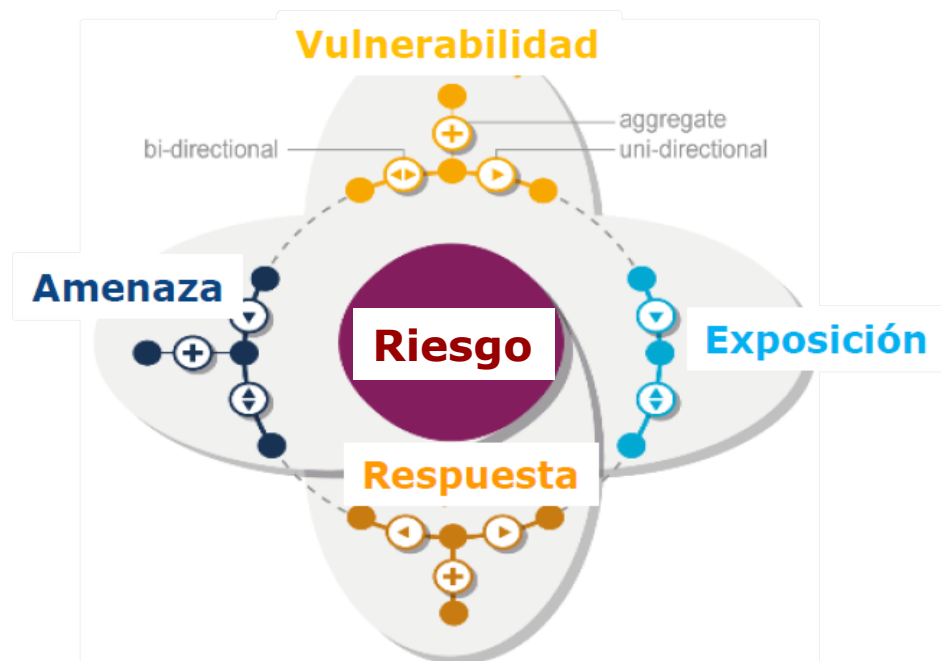 Vulnerabilidad
aggregate
bi-directional
uni-directional
Amenaza
Riesgo
Exposición
Respuesta